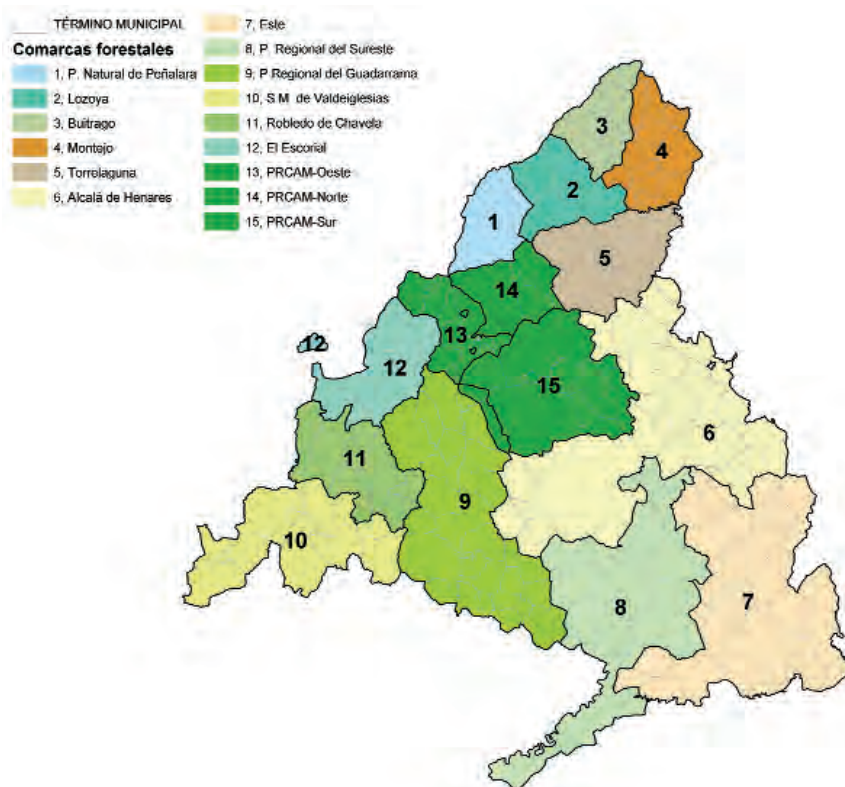 TÉRMINO MUNICIPAL
Comarcas forestales
1, P. Natural de Peñalara
2, Lozoya
3, Buitrago
4, Montejo
5, Torrelaguna
6, Alcalá de Henares
7, Este
8, P. Regional del Sureste
9, P Regional del Guadarrama
10, S.M. de Valdeiglesias
11, Robledo de Chavela
12, El Escorial
13, PRCAM-Oeste
14, PRCAM-Norte
15, PRCAM-Sur
3
4
2
1
5
14
13
12
12
15
6
11
9
10
8
7